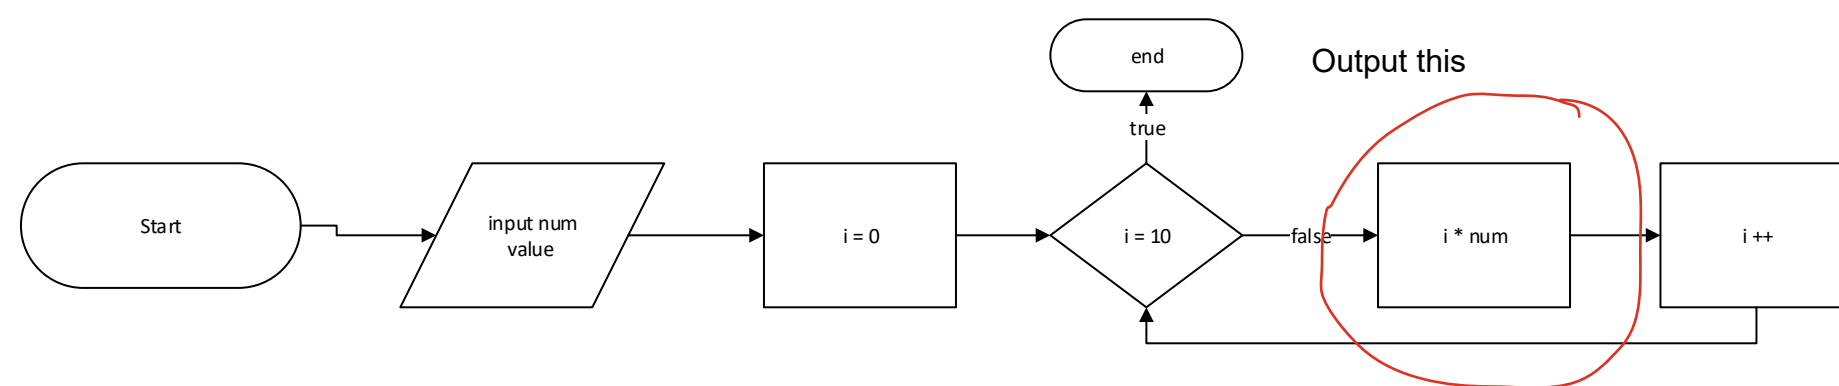 end
Output this
true
Start
input num
value
i = 0
i = 10
false
i * num
i ++